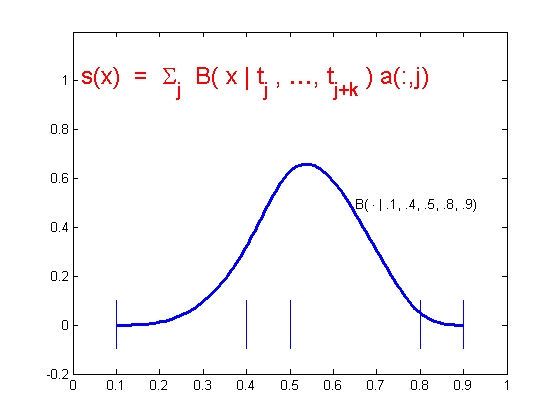 s(x) = Σj B( x | tj , ..., tj+k ) a(:,j)
B( · | .1, .4, .5, .8, .9)
1
0.8
0.6
0.4
0.2
0
-0.2
0 0.1 0.2 0.3 0.4 0.5 0.6 0.7 0.8 0.9 1